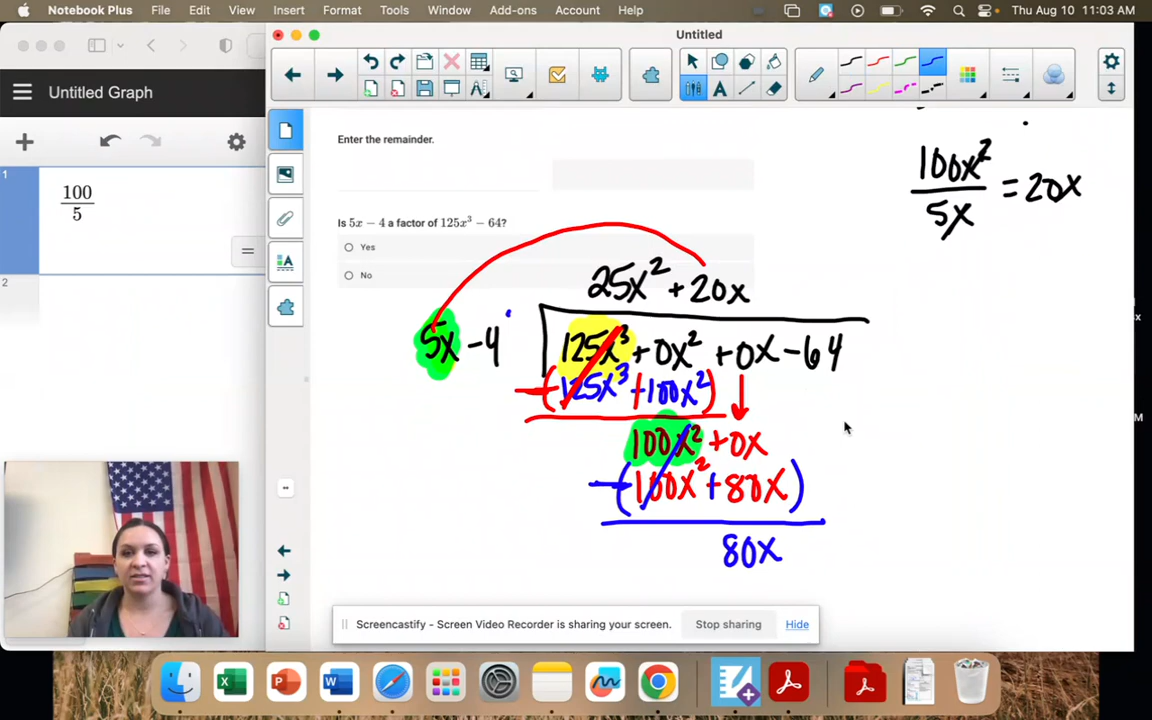 Notebook Plus File Edit View Insert Format Tools Window Add-ons Account Help Thu Aug 10 11:03 AM
Untitled
Untitled Graph
1
100
5
=
2
Enter the remainder.
Is 5x − 4 a factor of 125x³ − 64?
Yes
No
100x²
5x
= 20x
25x² + 20x
5x - 4
125x³ + 0x² + 0x - 64
-(125x³ + 100x²)
100x² + 0x
-(100x² + 80x)
80x
Screencastify - Screen Video Recorder is sharing your screen. Stop sharing Hide